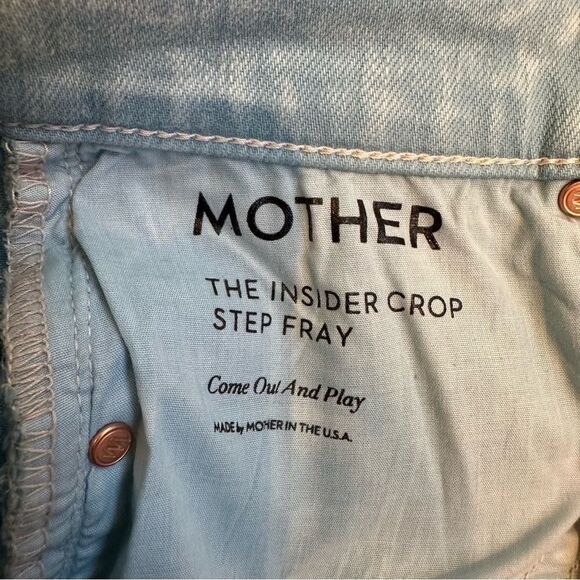 MOTHER
THE INSIDER CROP
STEP FRAY
Come Out And Play
MADE by MOTHER IN THE U.S.A.